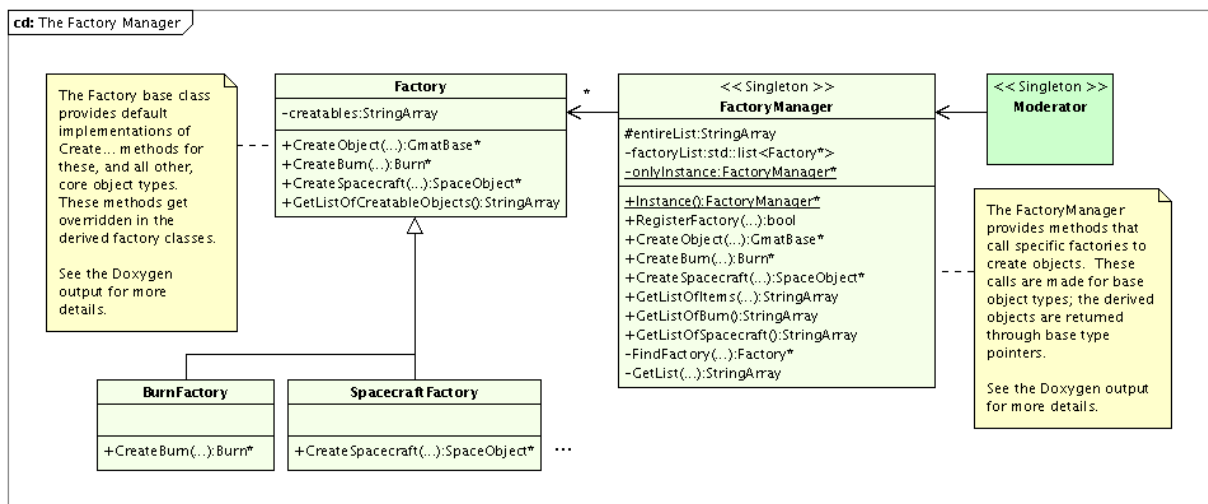 cd: The Factory Manager
The Factory base class
provides default
implementations of
Create... methods for
these, and all other,
core object types.
These methods get
overridden in the
derived factory classes.
See the Doxygen
output for more
details.
Factory
-creatables:StringArray
+CreateObject(...):GmatBase*
+CreateBurn(...):Burn*
+CreateSpacecraft(...):SpaceObject*
+GetListOfCreatableObjects():StringArray
*
<< Singleton >>
FactoryManager
#entireList:StringArray
-factoryList:std::list<Factory*>
-onlyInstance:FactoryManager*
+Instance():FactoryManager*
+RegisterFactory(...):bool
+CreateObject(...):GmatBase*
+CreateBurn(...):Burn*
+CreateSpacecraft(...):SpaceObject*
+GetListOfItems(...):StringArray
+GetListOfBurn():StringArray
+GetListOfSpacecraft():StringArray
-FindFactory(...):Factory*
-GetList(...):StringArray
<< Singleton >>
Moderator
The FactoryManager
provides methods that
call specific factories to
create objects. These
calls are made for base
object types; the derived
objects are returned
through base type
pointers.
See the Doxygen output
for more details.
BurnFactory
+CreateBurn(...):Burn*
SpacecraftFactory
+CreateSpacecraft(...):SpaceObject*
...